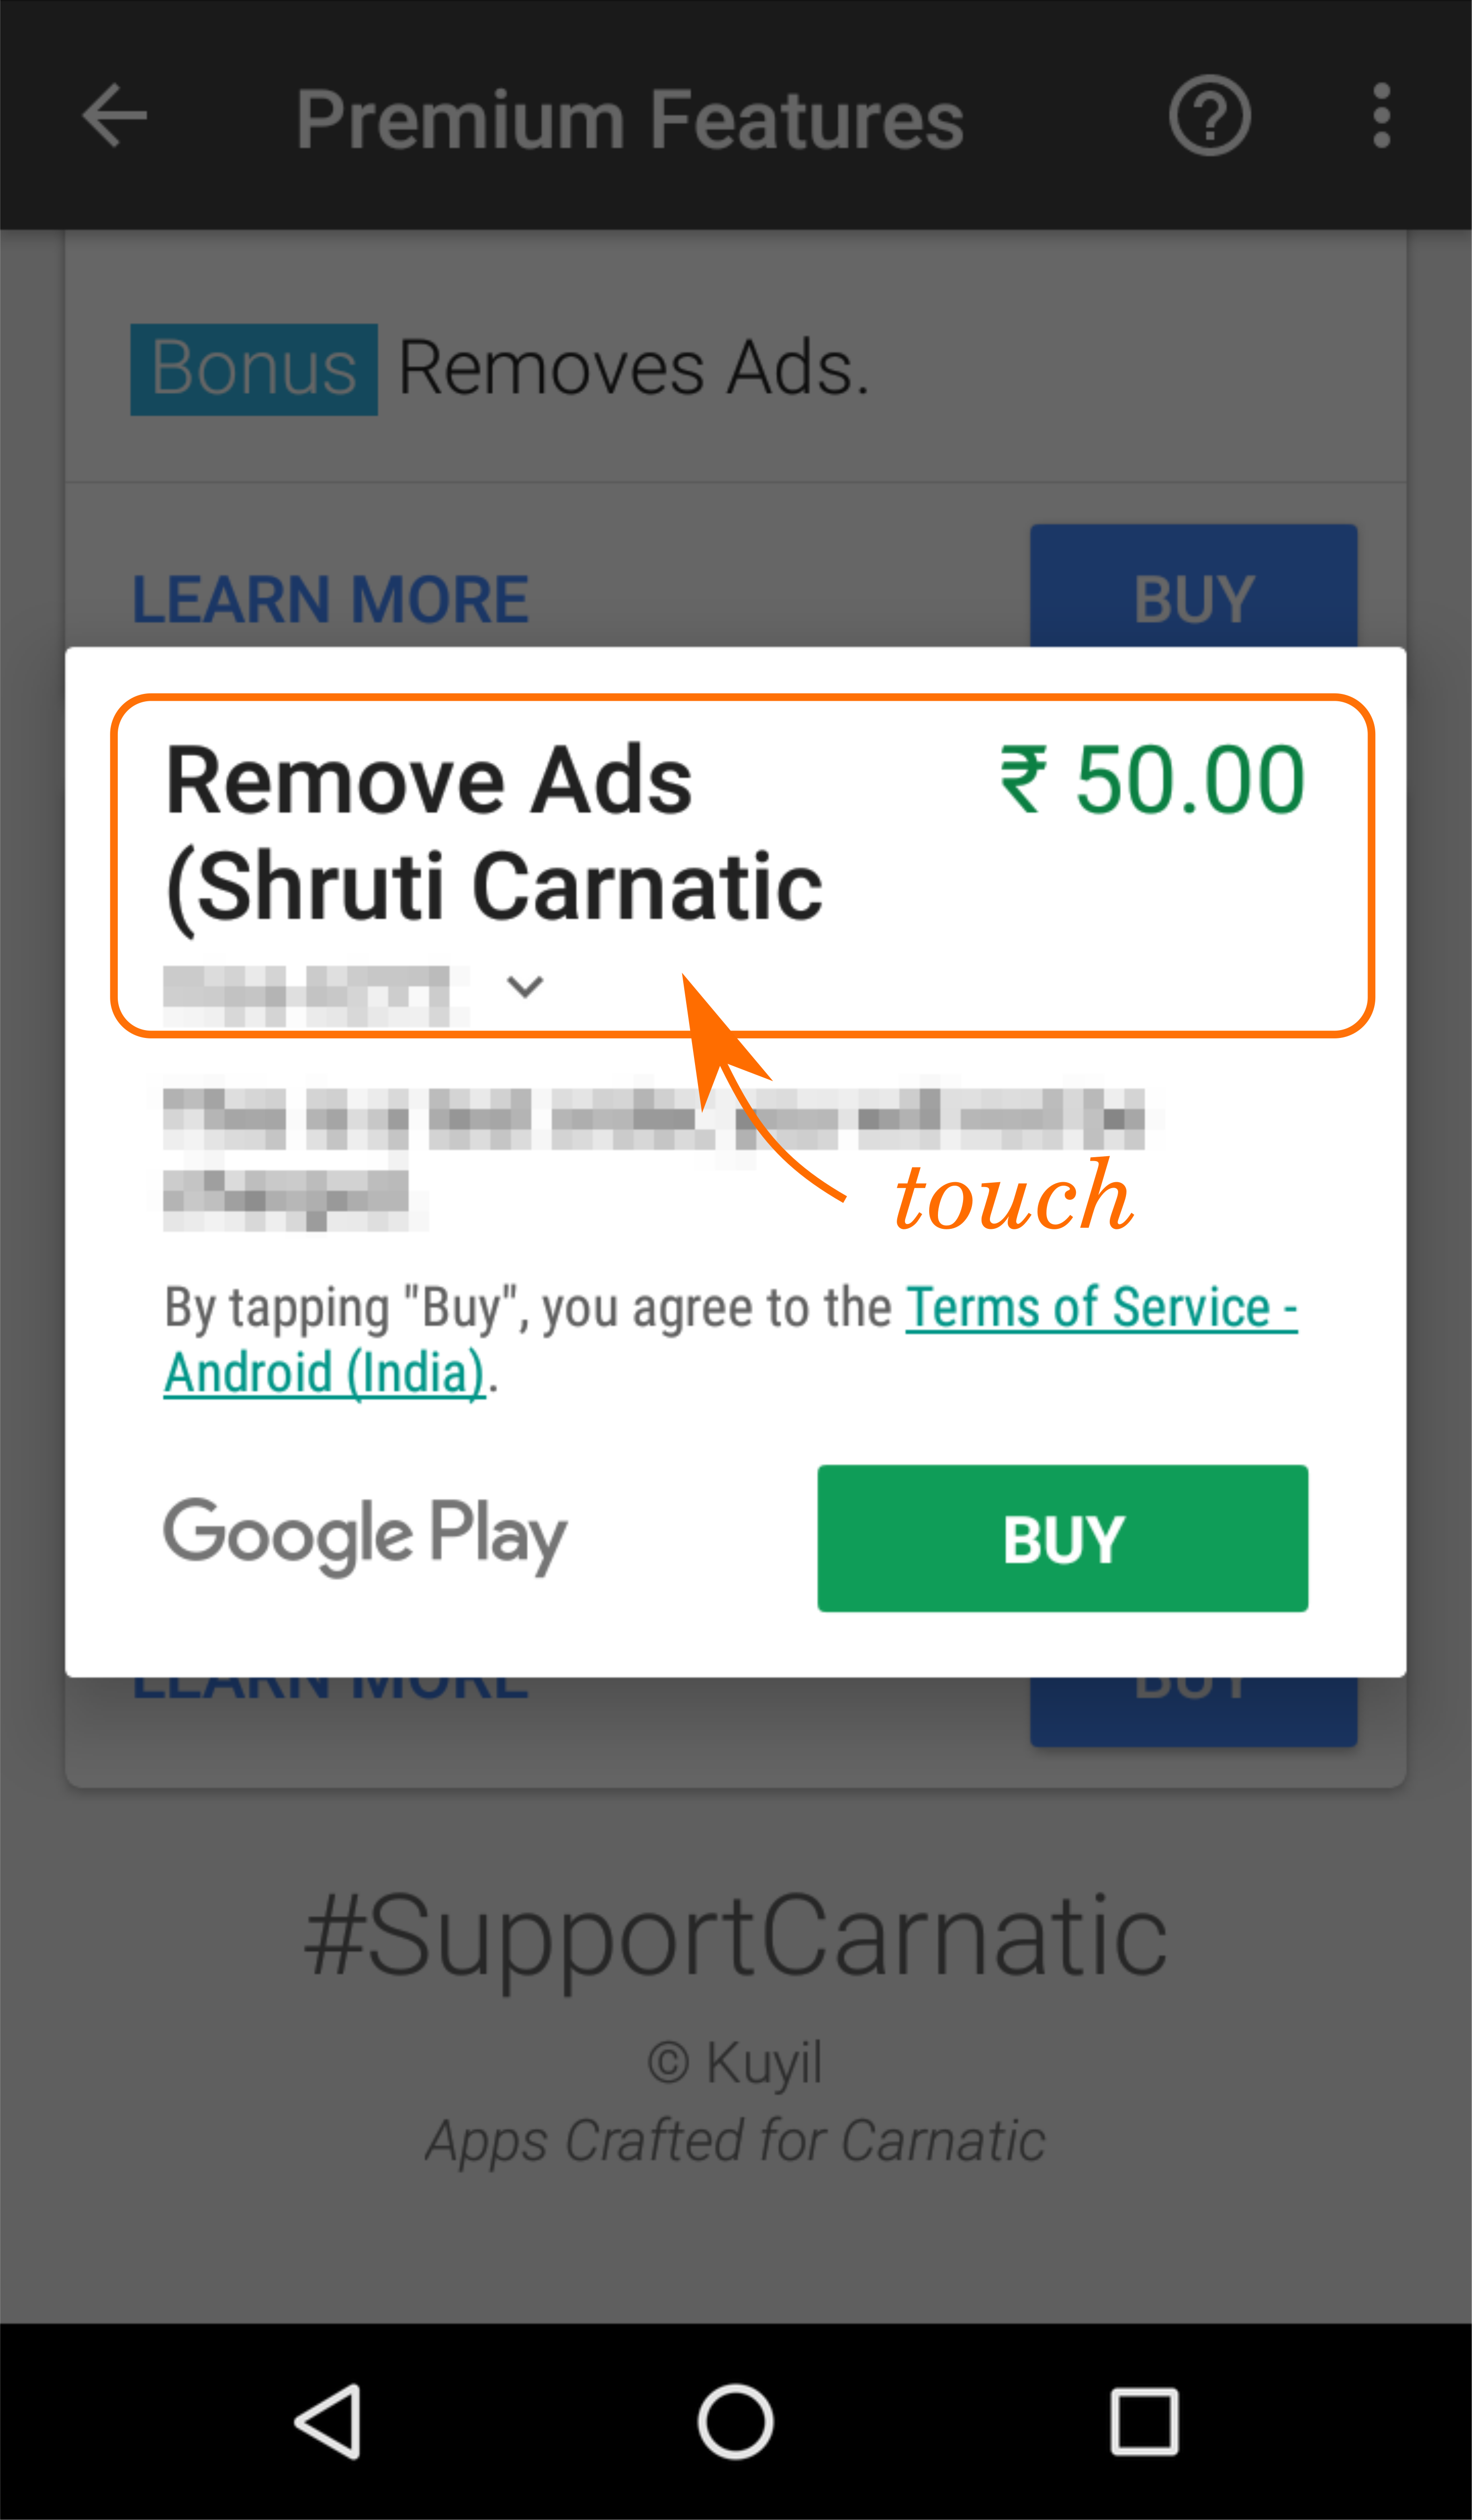 Premium Features
Bonus Removes Ads.
LEARN MORE BUY
Remove Ads ₹ 50.00
(Shruti Carnatic
touch
By tapping "Buy", you agree to the Terms of Service -
Android (India).
Google Play BUY
LEARN MORE BUY
#SupportCarnatic
© Kuyil
Apps Crafted for Carnatic